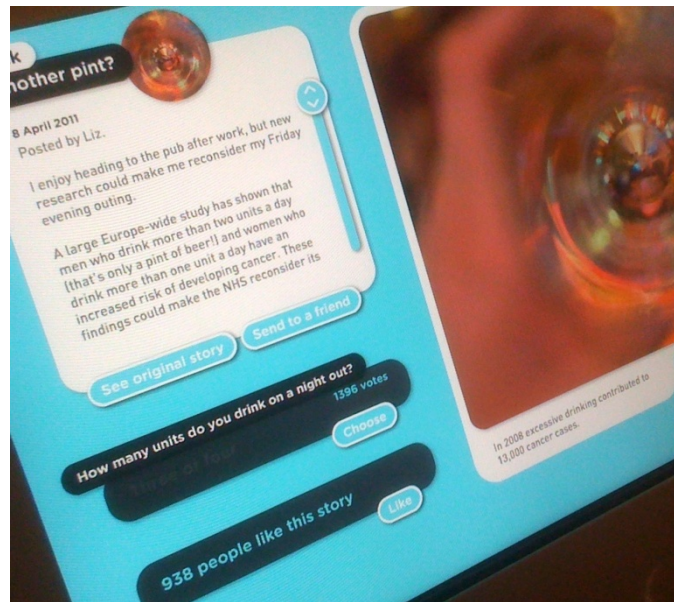 k
nother pint?
8 April 2011
Posted by Liz.
I enjoy heading to the pub after work, but new
research could make me reconsider my Friday
evening outing.
A large Europe-wide study has shown that
men who drink more than two units a day
(that's only a pint of beer!) and women who
drink more than one unit a day have an
increased risk of developing cancer. These
findings could make the NHS reconsider its
See original story
Send to a friend
How many units do you drink on a night out?
1396 votes
Three or four
Choose
938 people like this story
Like
In 2008 excessive drinking contributed to
13,000 cancer cases.